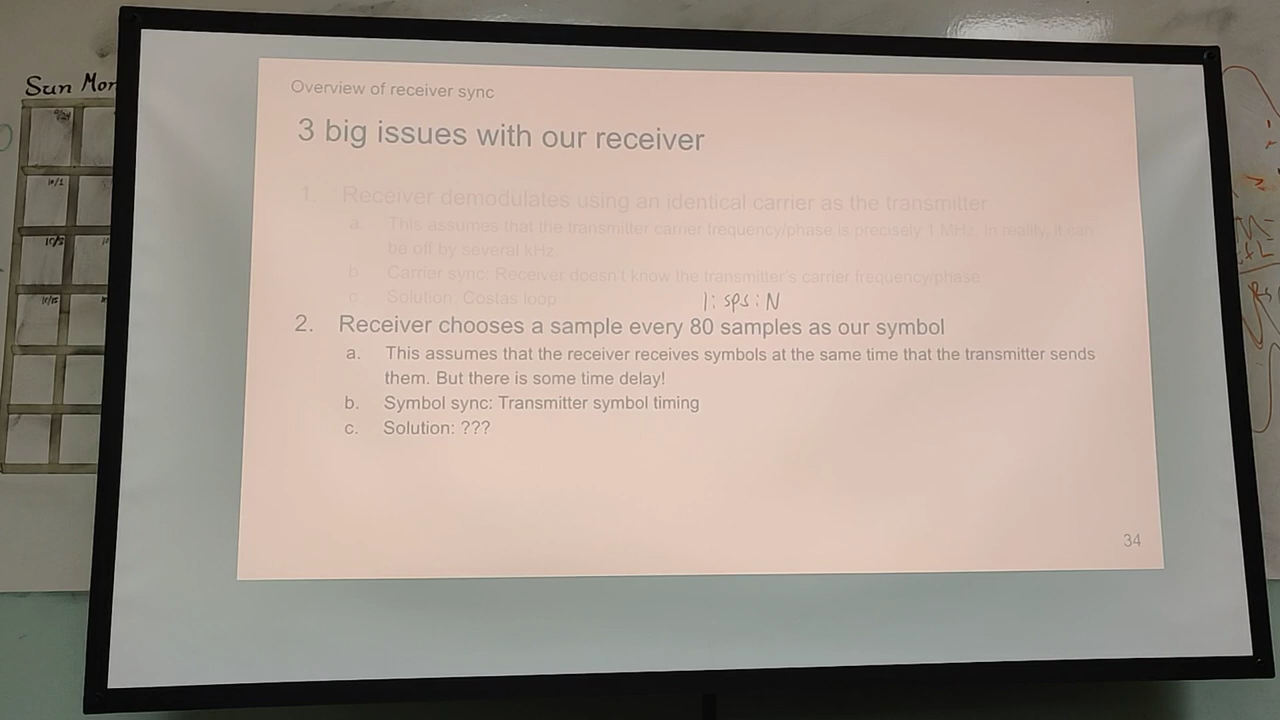 Sun Mon
Overview of receiver sync
3 big issues with our receiver
1. Receiver demodulates using an identical carrier as the transmitter
a. This assumes that the transmitter carrier frequency/phase is precisely 1 MHz. In reality, it can
be off by several kHz.
b. Carrier sync: Receiver doesn't know the transmitter's carrier frequency/phase
c. Solution: Costas loop
1:sps:N
2. Receiver chooses a sample every 80 samples as our symbol
a. This assumes that the receiver receives symbols at the same time that the transmitter sends
them. But there is some time delay!
b. Symbol sync: Transmitter symbol timing
c. Solution: ???
34
10/1